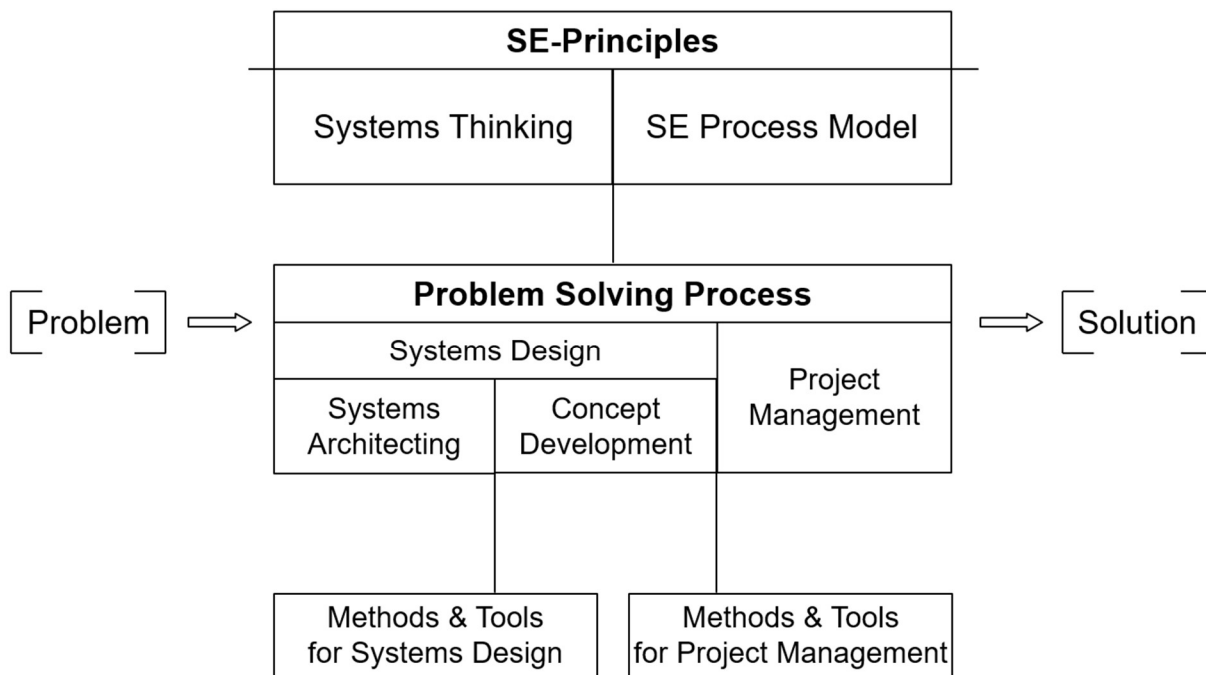 SE-Principles
Systems Thinking
SE Process Model
Problem
Problem Solving Process
Solution
Systems Design
Project
Management
Systems
Architecting
Concept
Development
Methods & Tools
for Systems Design
Methods & Tools
for Project Management